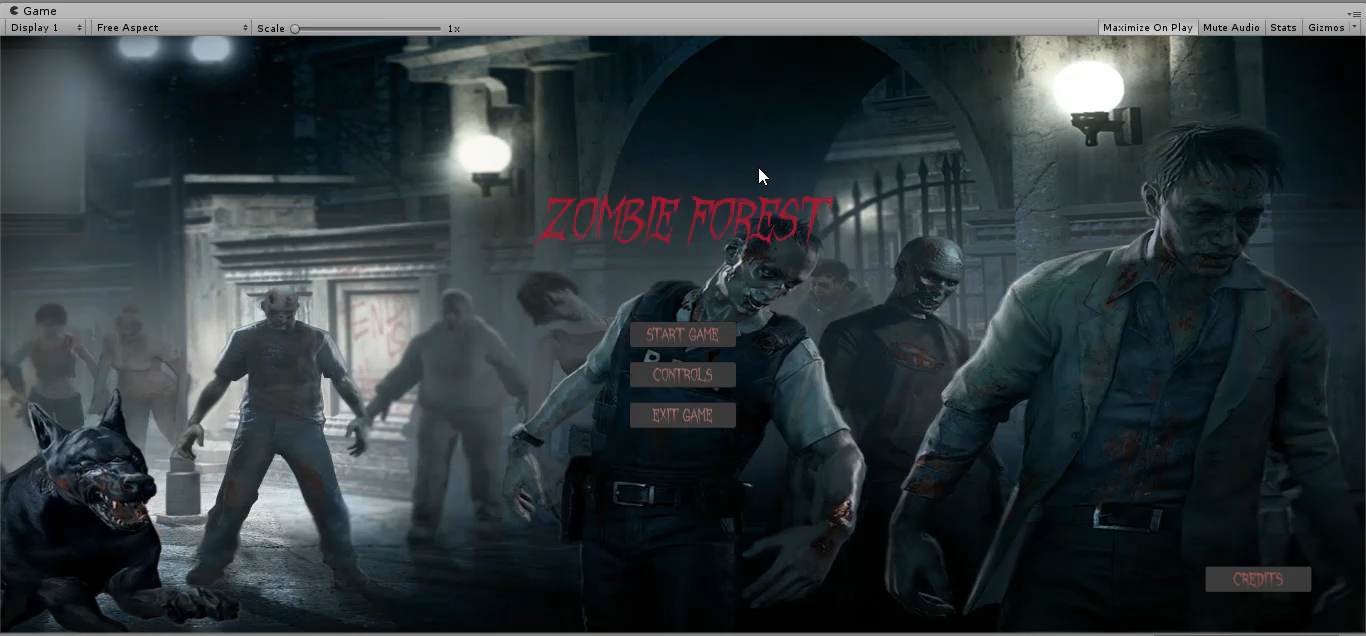 Game
Display 1 Free Aspect Scale 1x Maximize On Play Mute Audio Stats Gizmos
ZOMBIE FOREST
START GAME
CONTROLS
EXIT GAME
CREDITS